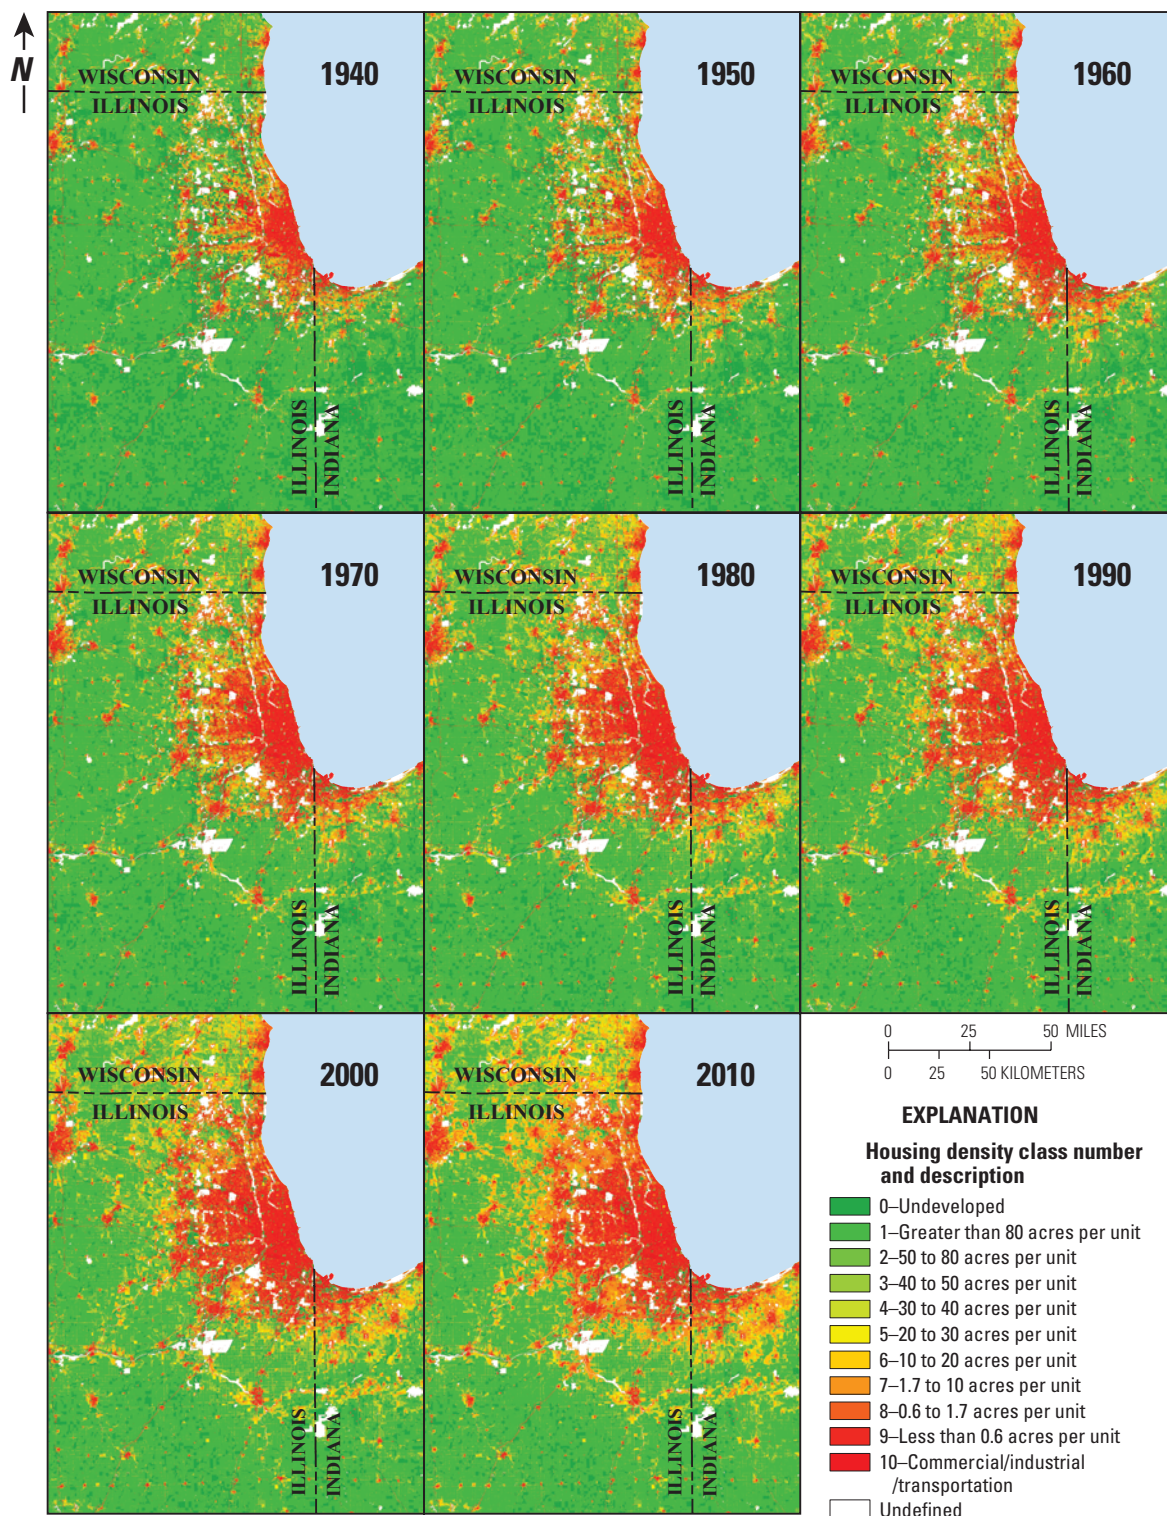 N
WISCONSIN
ILLINOIS
1940
ILLINOIS
INDIANA
WISCONSIN
ILLINOIS
1950
ILLINOIS
INDIANA
WISCONSIN
ILLINOIS
1960
ILLINOIS
INDIANA
WISCONSIN
ILLINOIS
1970
ILLINOIS
INDIANA
WISCONSIN
ILLINOIS
1980
ILLINOIS
INDIANA
WISCONSIN
ILLINOIS
1990
ILLINOIS
INDIANA
WISCONSIN
ILLINOIS
2000
ILLINOIS
INDIANA
WISCONSIN
ILLINOIS
2010
ILLINOIS
INDIANA
0 25 50 MILES
0 25 50 KILOMETERS
EXPLANATION
Housing density class number
and description
0–Undeveloped
1–Greater than 80 acres per unit
2–50 to 80 acres per unit
3–40 to 50 acres per unit
4–30 to 40 acres per unit
5–20 to 30 acres per unit
6–10 to 20 acres per unit
7–1.7 to 10 acres per unit
8–0.6 to 1.7 acres per unit
9–Less than 0.6 acres per unit
10–Commercial/industrial
/transportation
Undefined